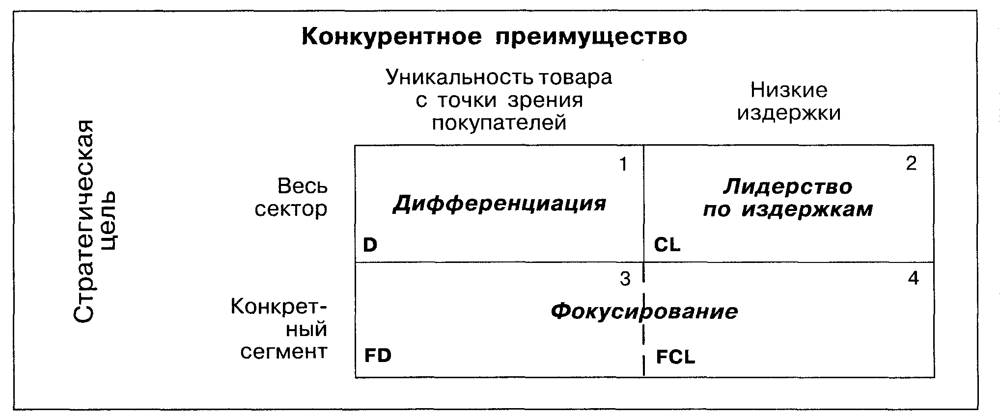 Конкурентное преимущество
Уникальность товара
с точки зрения
покупателей
Низкие
издержки
Стратегическая
цель
Весь
сектор
1
Дифференциация
D
2
Лидерство
по издержкам
CL
Конкрет-
ный
сегмент
3
4
Фокусирование
FD
FCL